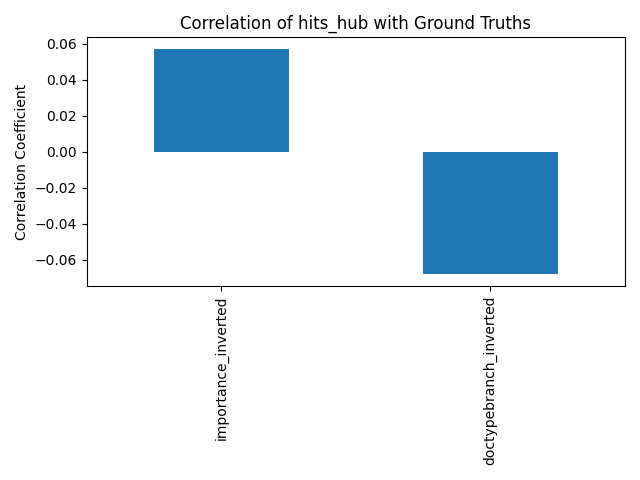 Correlation of hits_hub with Ground Truths
0.06
0.04
0.02
0.00
−0.02
−0.04
−0.06
Correlation Coefficient
importance_inverted
doctypebranch_inverted